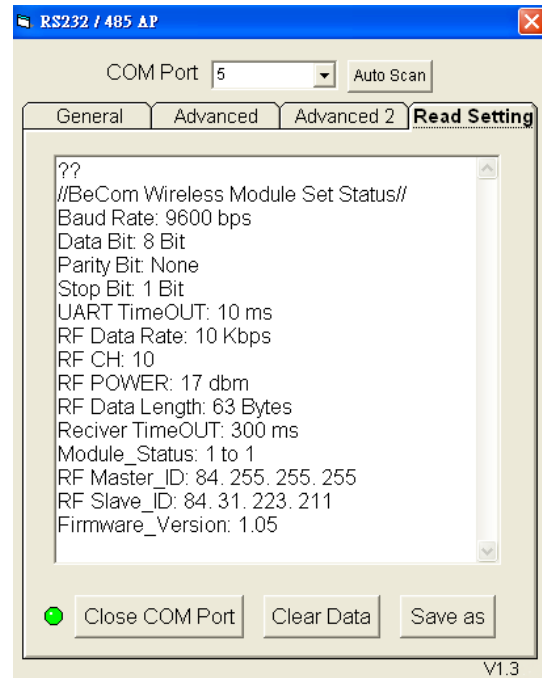 RS232 / 485 AP
COM Port 5 Auto Scan
General Advanced Advanced 2 Read Setting
??
//BeCom Wireless Module Set Status//
Baud Rate: 9600 bps
Data Bit: 8 Bit
Parity Bit: None
Stop Bit: 1 Bit
UART TimeOUT: 10 ms
RF Data Rate: 10 Kbps
RF CH: 10
RF POWER: 17 dbm
RF Data Length: 63 Bytes
Reciver TimeOUT: 300 ms
Module_Status: 1 to 1
RF Master_ID: 84. 255. 255. 255
RF Slave_ID: 84. 31. 223. 211
Firmware_Version: 1.05
Close COM Port Clear Data Save as
V1.3